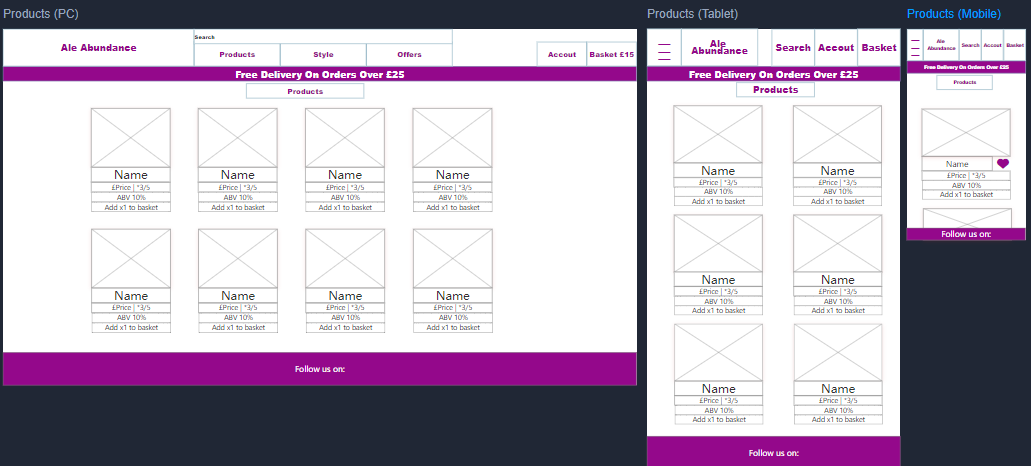 Products (PC)
Ale Abundance
Search
Products Style Offers
Accout Basket £15
Free Delivery On Orders Over £25
Products
Name Name Name Name
£Price | *3/5 £Price | *3/5 £Price | *3/5 £Price | *3/5
ABV 10% ABV 10% ABV 10% ABV 10%
Add x1 to basket Add x1 to basket Add x1 to basket Add x1 to basket
Name Name Name Name
£Price | *3/5 £Price | *3/5 £Price | *3/5 £Price | *3/5
ABV 10% ABV 10% ABV 10% ABV 10%
Add x1 to basket Add x1 to basket Add x1 to basket Add x1 to basket
Follow us on:
Products (Tablet)
Ale
Abundance
Search Accout Basket
Free Delivery On Orders Over £25
Products
Name Name
£Price | *3/5 £Price | *3/5
ABV 10% ABV 10%
Add x1 to basket Add x1 to basket
Name Name
£Price | *3/5 £Price | *3/5
ABV 10% ABV 10%
Add x1 to basket Add x1 to basket
Name Name
£Price | *3/5 £Price | *3/5
ABV 10% ABV 10%
Add x1 to basket Add x1 to basket
Follow us on:
Products (Mobile)
Ale
Abundance
Search Accout Basket
Free Delivery On Orders Over £25
Products
Name
£Price | *3/5
ABV 10%
Add x1 to basket
Follow us on: